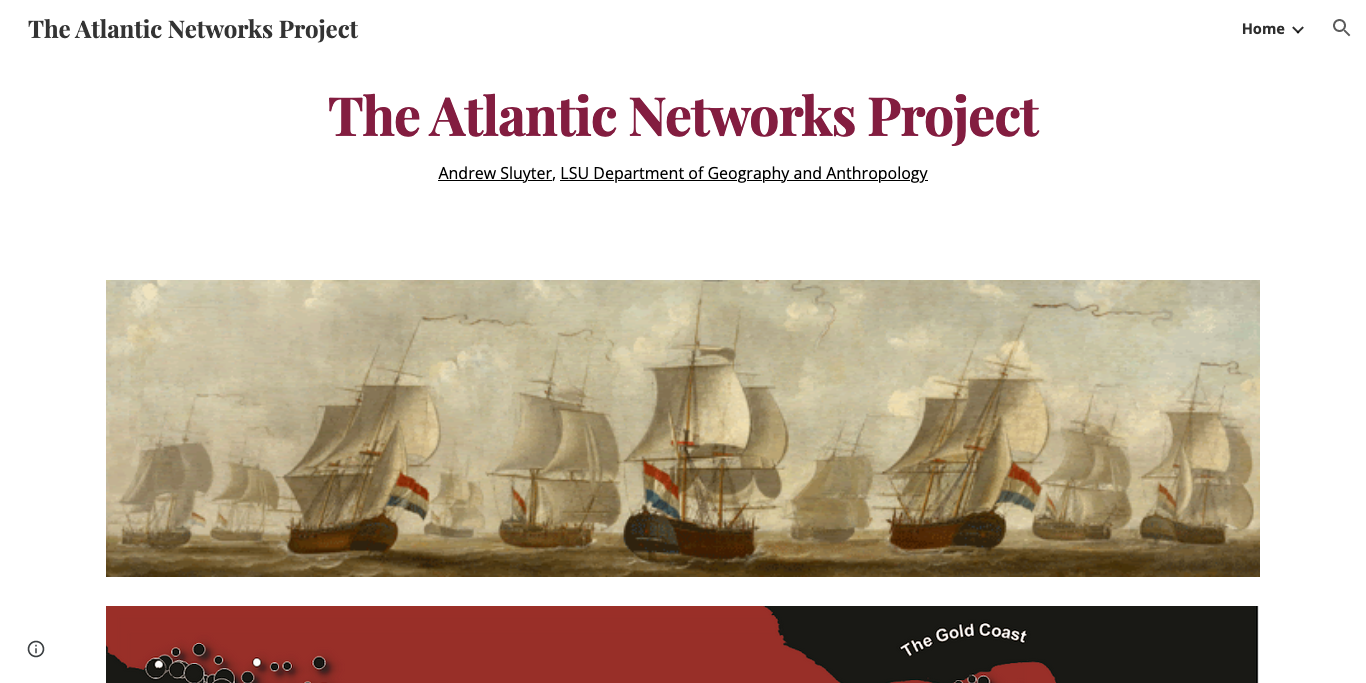 The Atlantic Networks Project
Home
The Atlantic Networks Project
Andrew Sluyter, LSU Department of Geography and Anthropology
The Gold Coast